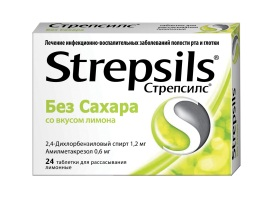 Лечение инфекционно-воспалительных заболеваний полости рта и глотки
Strepsils®
Стрепсилс®
Без Сахара
со вкусом лимона
2,4-Дихлорбензиловый спирт 1,2 мг
Амилметакрезол 0,6 мг
24 таблетки для рассасывания
лимонные